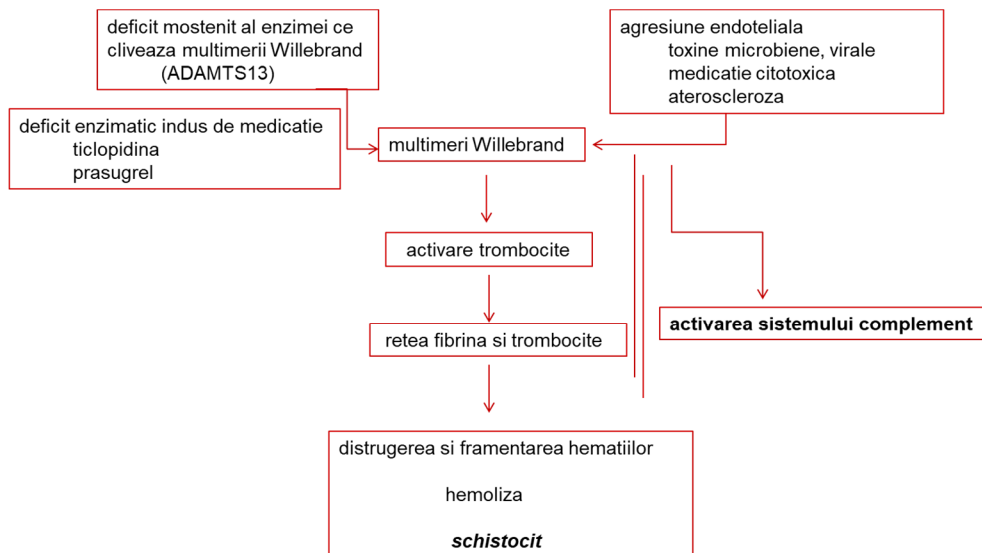 deficit mostenit al enzimei ce
cliveaza multimerii Willebrand
(ADAMTS13)
agresiune endoteliala
toxine microbiene, virale
medicatie citotoxica
ateroscleroza
deficit enzimatic indus de medicatie
ticlopidina
prasugrel
multimeri Willebrand
activare trombocite
activarea sistemului complement
retea fibrina si trombocite
distrugerea si framentarea hematiilor
hemoliza
schistocit